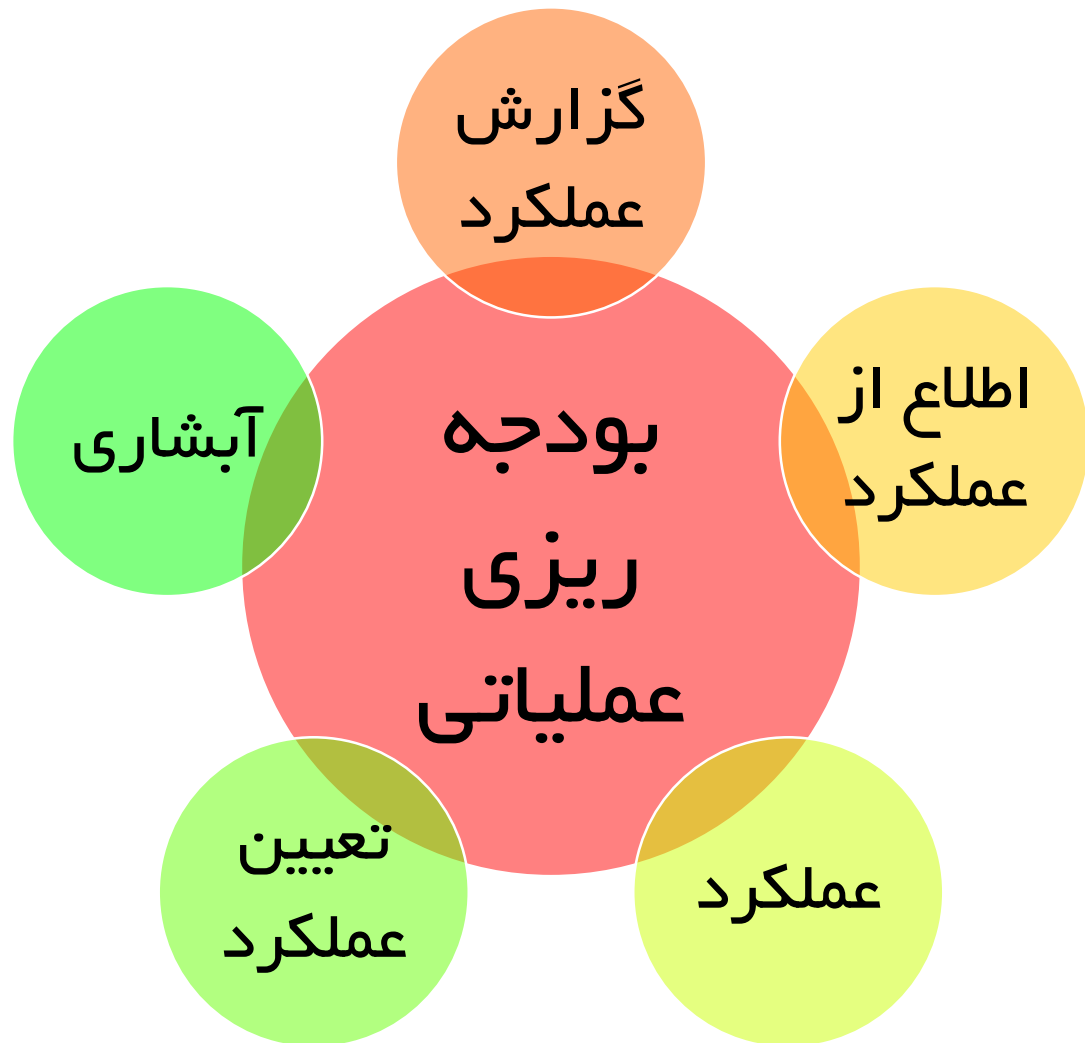 گزارش
عملکرد
اطلاع از
عملکرد
بودجه
ریزی
عملیاتی
آبشاری
عملکرد
تعیین
عملکرد